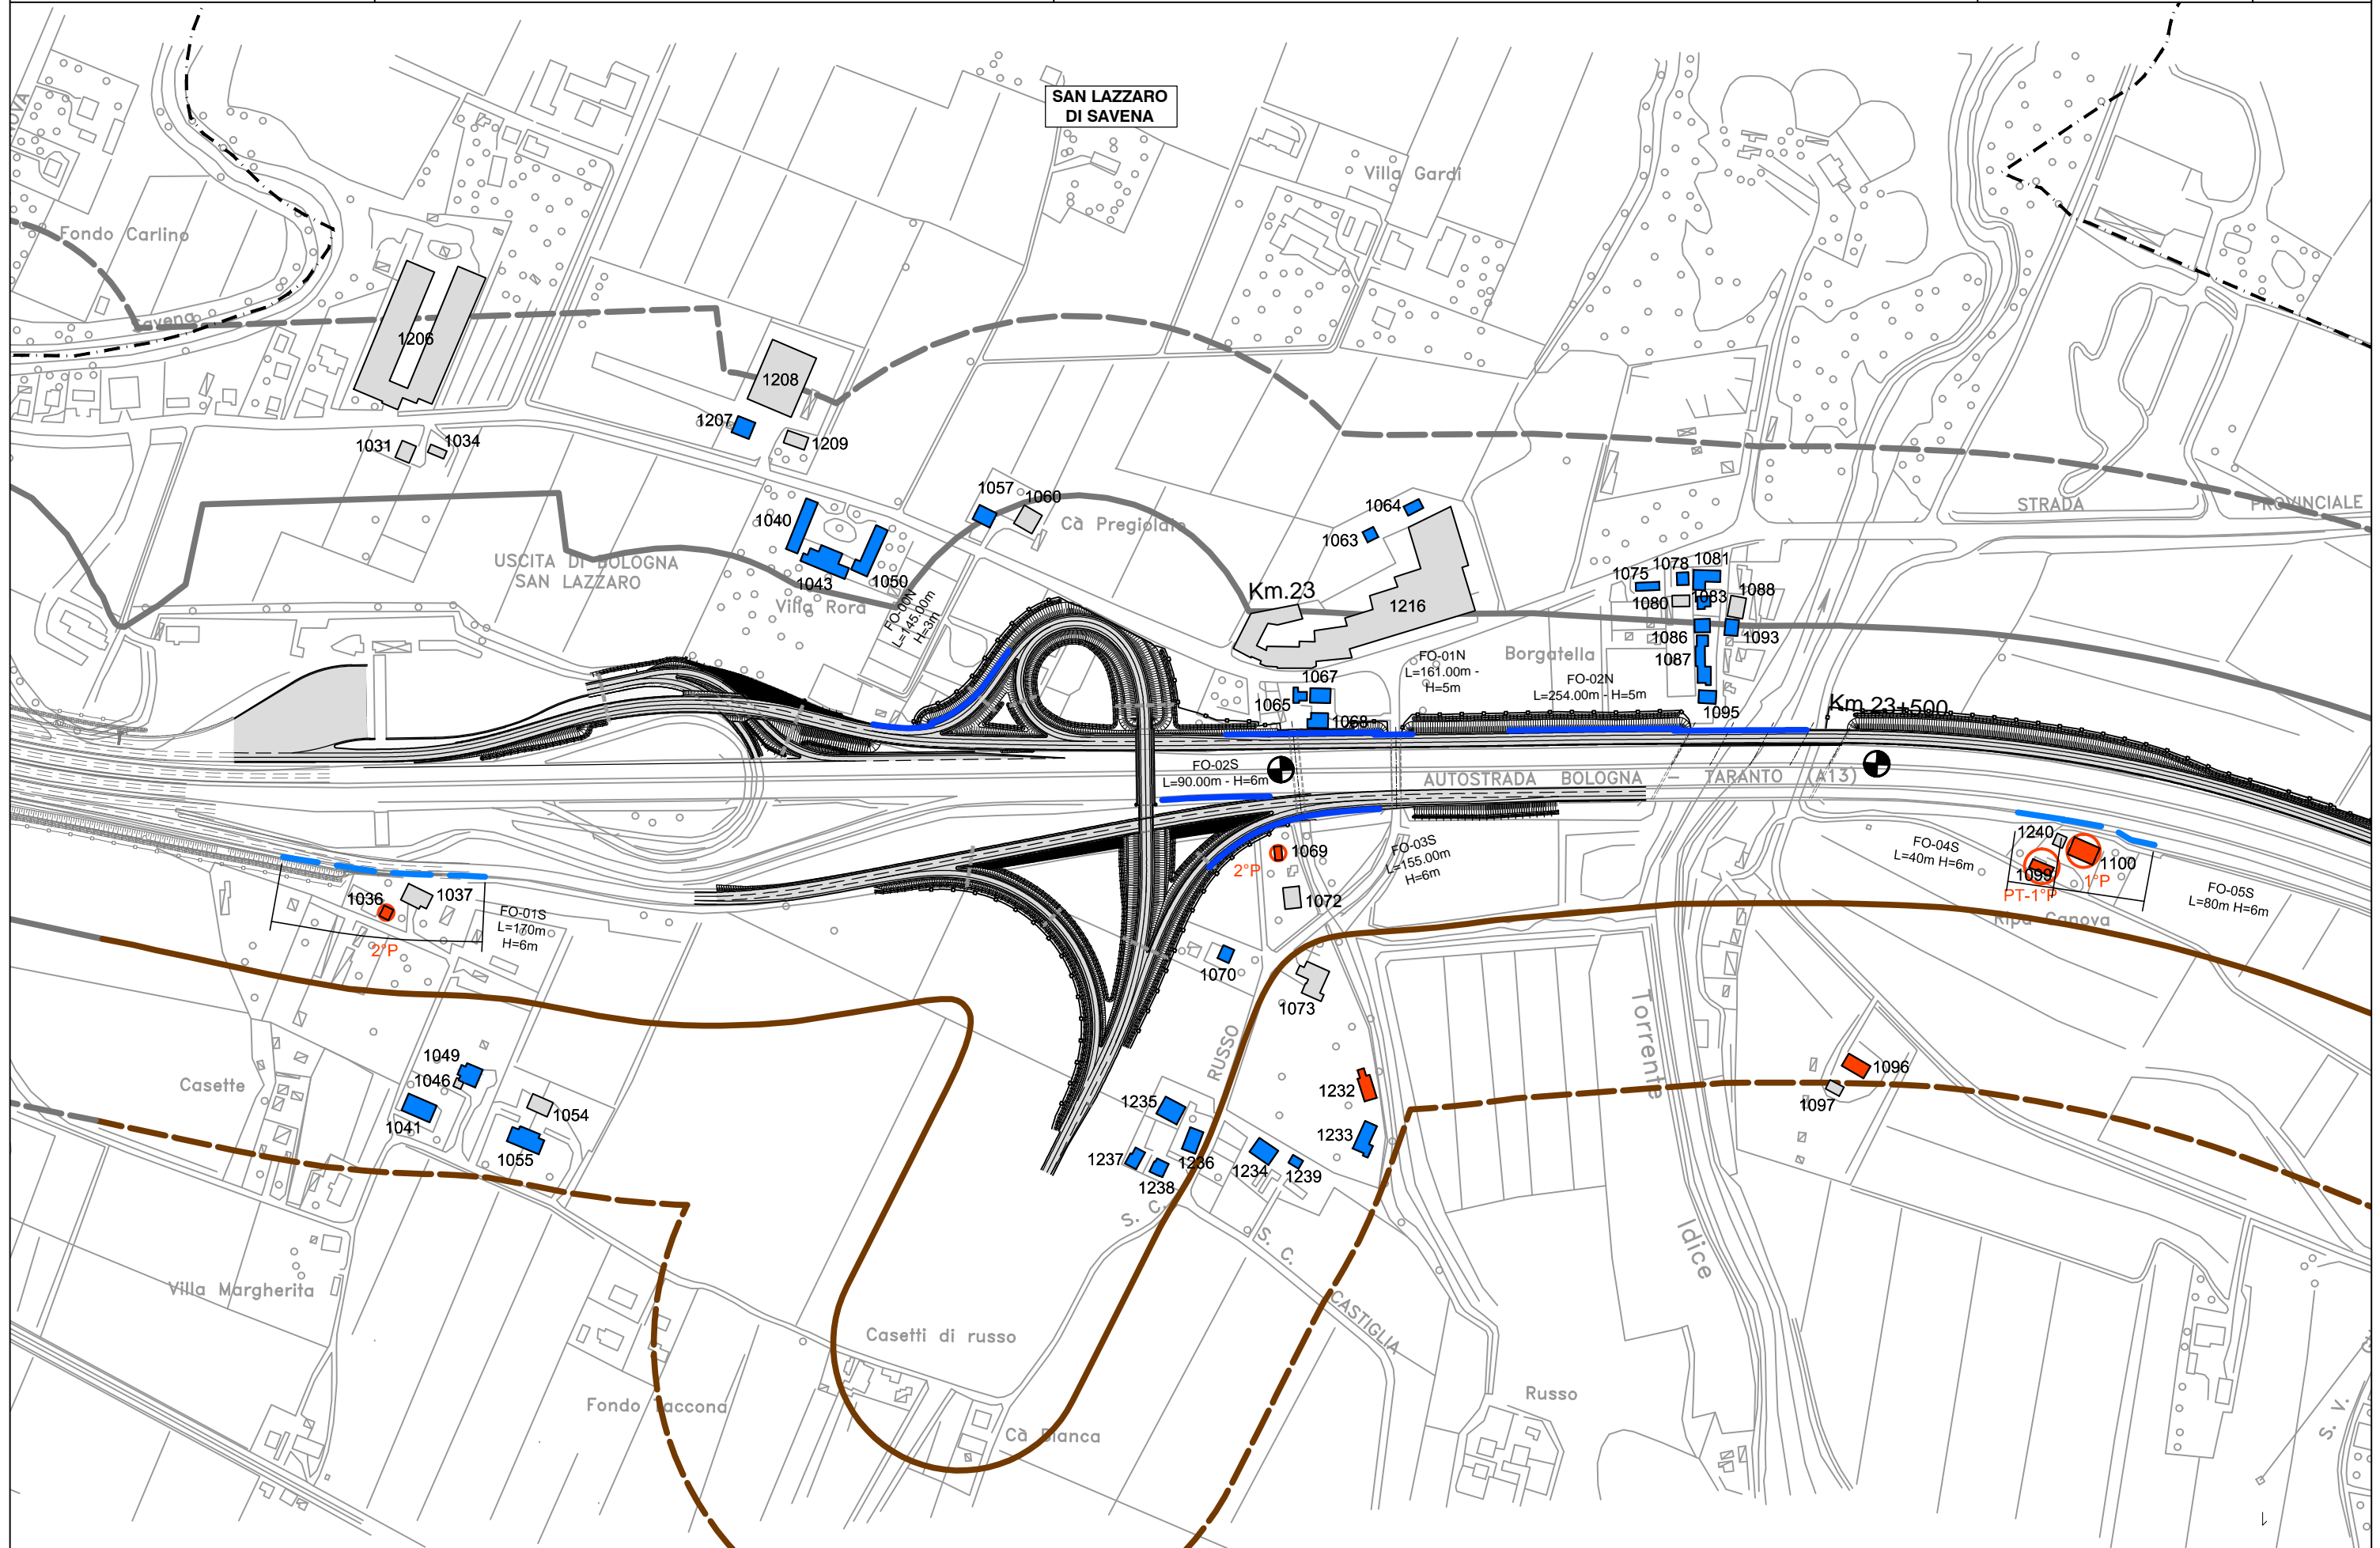 SAN LAZZARO
DI SAVENA
Villa Gardi
Fondo Carlino
Savena
1206
1208
1207
1209
1031
1034
1057
1060
1064
1040
Cà Pregiolaio
STRADA
PROVINCIALE
1063
USCITA DI BOLOGNA
SAN LAZZARO
1043
1050
Villa Rora
FO-00N
L=145.00m
H=3m
Km.23
1216
1075
1078
1081
1080
1083
1088
1086
1093
1087
1095
Borgatella
FO-01N
L=161.00m -
H=5m
FO-02N
L=254.00m - H=5m
1067
1065
1068
Km.23+500
FO-02S
L=90.00m - H=6m
AUTOSTRADA BOLOGNA – TARANTO (A13)
1069
2°P
FO-03S
L=155.00m
H=6m
1072
1240
1099
1100
PT-1°P
1°P
FO-04S
L=40m H=6m
FO-05S
L=80m H=6m
Ripa Canova
1036
1037
2°P
FO-01S
L=170m
H=6m
1070
1073
RUSSO
Torrente
Idice
1049
1046
1041
1054
1055
Casette
1235
1236
1237
1238
1232
1233
1234
1239
1096
1097
S. C.
S. C.
CASTIGLIA
Villa Margherita
Casetti di russo
Fondo Taccona
Cà Bianca
Russo
S. V.